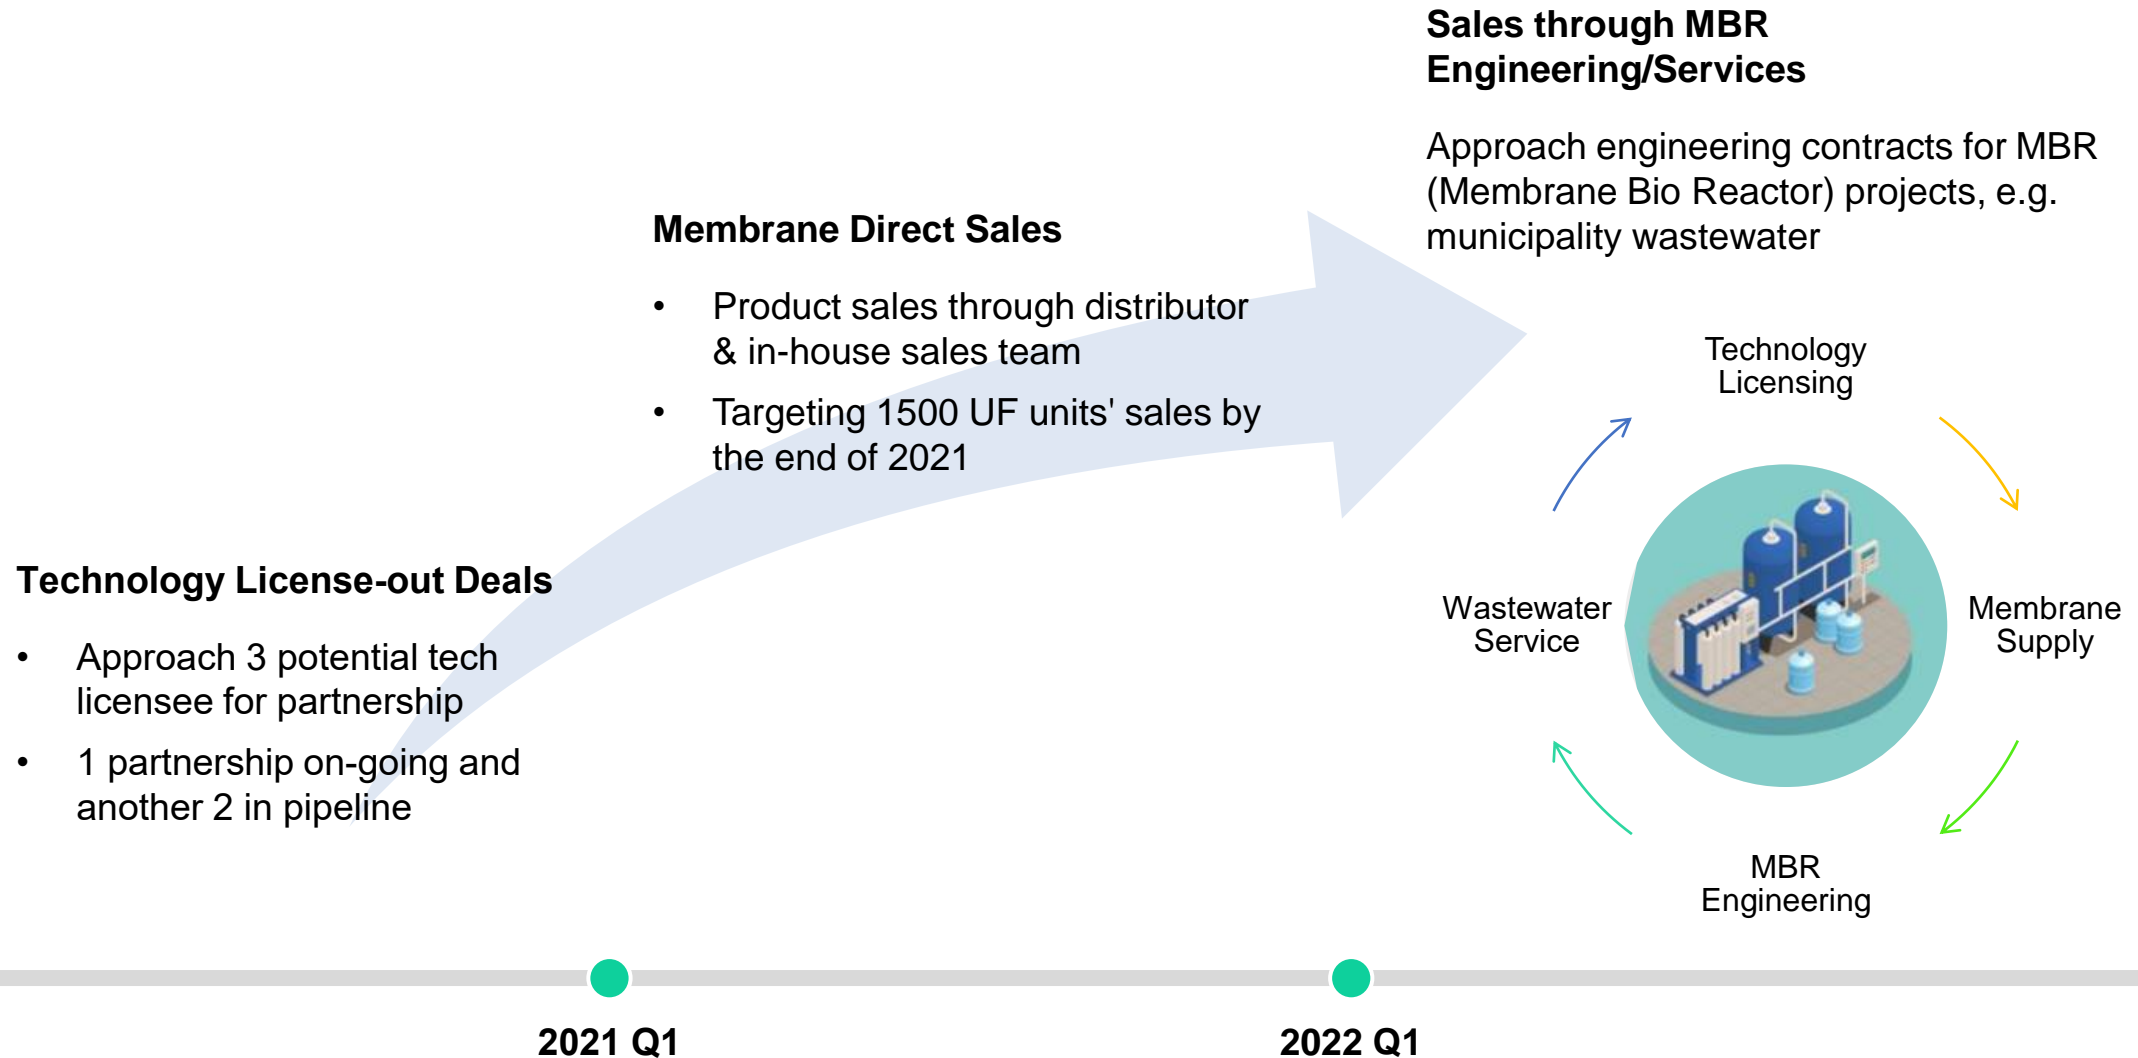 Sales through MBR
Engineering/Services
Approach engineering contracts for MBR
(Membrane Bio Reactor) projects, e.g.
municipality wastewater
Membrane Direct Sales
• Product sales through distributor
& in-house sales team
• Targeting 1500 UF units' sales by
the end of 2021
Technology License-out Deals
• Approach 3 potential tech
licensee for partnership
• 1 partnership on-going and
another 2 in pipeline
Technology
Licensing
Membrane
Supply
MBR
Engineering
Wastewater
Service
2021 Q1
2022 Q1